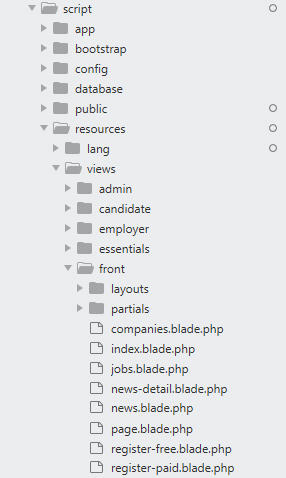 script
app
bootstrap
config
database
public
resources
lang
views
admin
candidate
employer
essentials
front
layouts
partials
companies.blade.php
index.blade.php
jobs.blade.php
news-detail.blade.php
news.blade.php
page.blade.php
register-free.blade.php
register-paid.blade.php